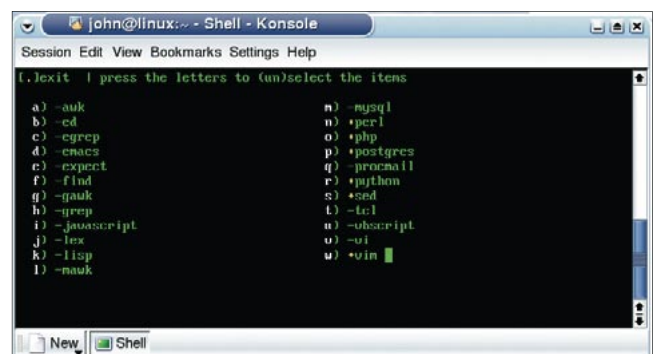 john@linux:~ - Shell - Konsole
Session Edit View Bookmarks Settings Help
[.]exit | press the letters to (un)select the items
a) -awk
b) -ed
c) -egrep
d) -emacs
e) -expect
f) -find
g) -gawk
h) -grep
i) -javascript
j) -lex
k) -lisp
l) -mawk
m) -mysql
n) +perl
o) +php
p) +postgres
q) -procmail
r) +python
s) +sed
t) -tcl
u) -vbscript
v) -vi
w) +vim
New Shell